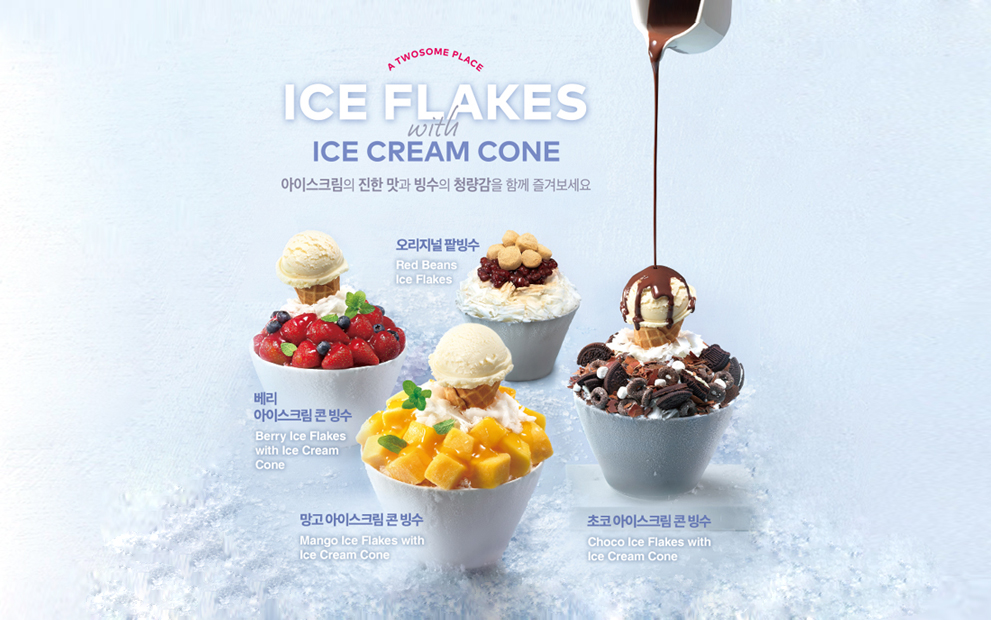 A TWOSOME PLACE
ICE FLAKES
with
ICE CREAM CONE
아이스크림의 진한 맛과 빙수의 청량감을 함께 즐겨보세요
오리지널 팥빙수
Red Beans
Ice Flakes
베리
아이스크림 콘 빙수
Berry Ice Flakes
with Ice Cream
Cone
망고 아이스크림 콘 빙수
Mango Ice Flakes with
Ice Cream Cone
초코 아이스크림 콘 빙수
Choco Ice Flakes with
Ice Cream Cone